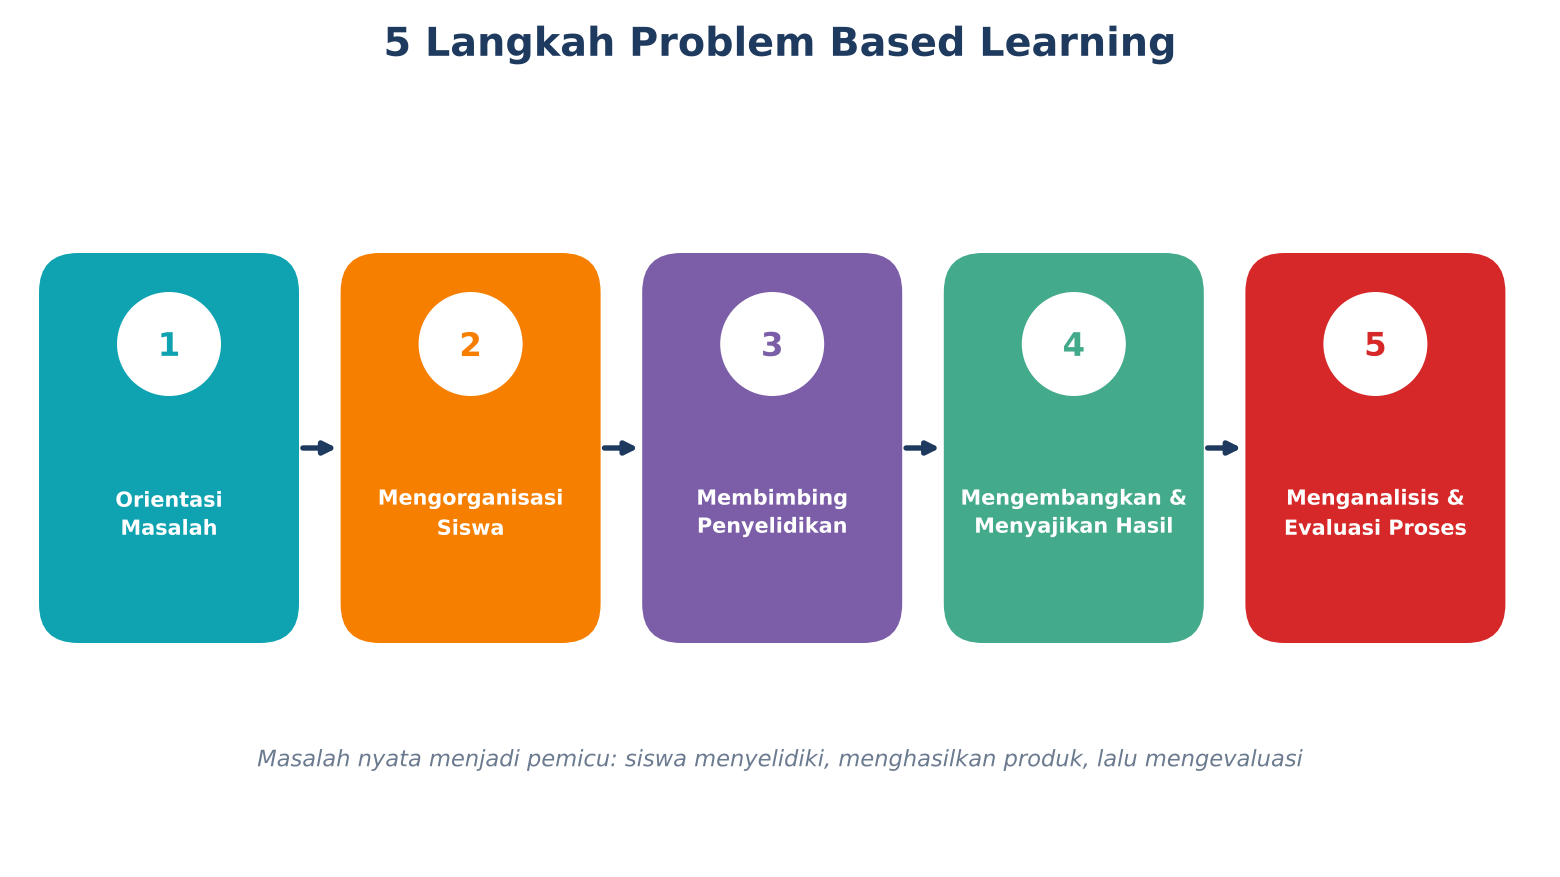 5 Langkah Problem Based Learning
1
Orientasi
Masalah
2
Mengorganisasi
Siswa
3
Membimbing
Penyelidikan
4
Mengembangkan &
Menyajikan Hasil
5
Menganalisis &
Evaluasi Proses
Masalah nyata menjadi pemicu: siswa menyelidiki, menghasilkan produk, lalu mengevaluasi